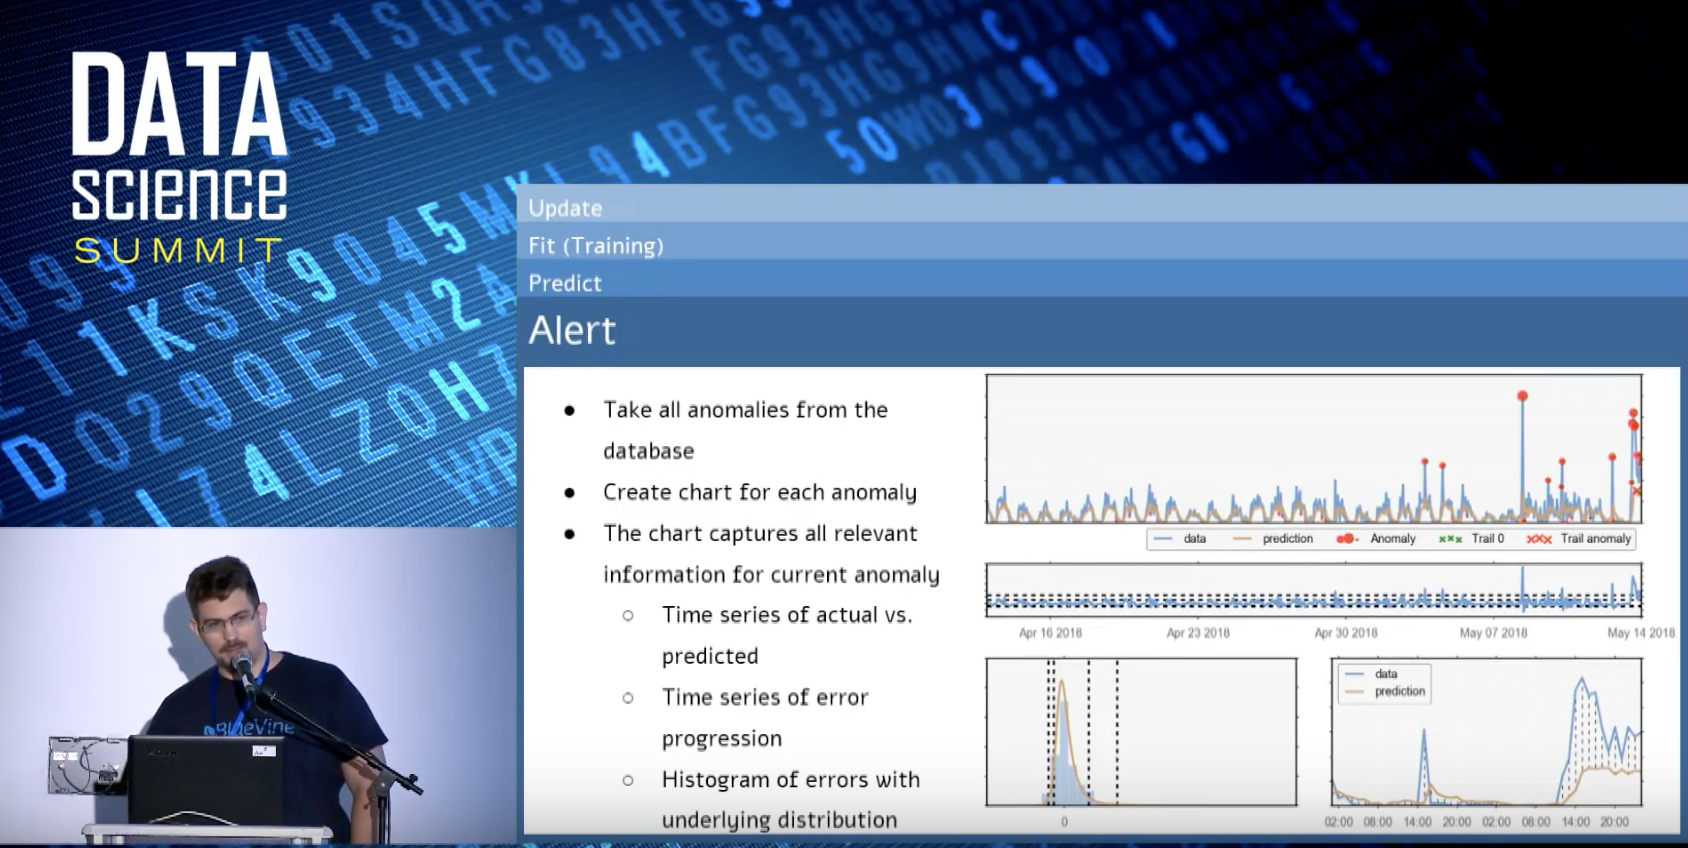 DATA
SCIENCE
SUMMIT
Update
Fit (Training)
Predict
Alert
● Take all anomalies from the
database
● Create chart for each anomaly
● The chart captures all relevant
information for current anomaly
○ Time series of actual vs.
predicted
○ Time series of error
progression
○ Histogram of errors with
underlying distribution
data prediction Anomaly Trail 0 Trail anomaly
Apr 16 2018 Apr 23 2018 Apr 30 2018 May 07 2018 May 14 2018
0
data
prediction
02:00 08:00 14:00 20:00 02:00 08:00 14:00 20:00
BlueVine